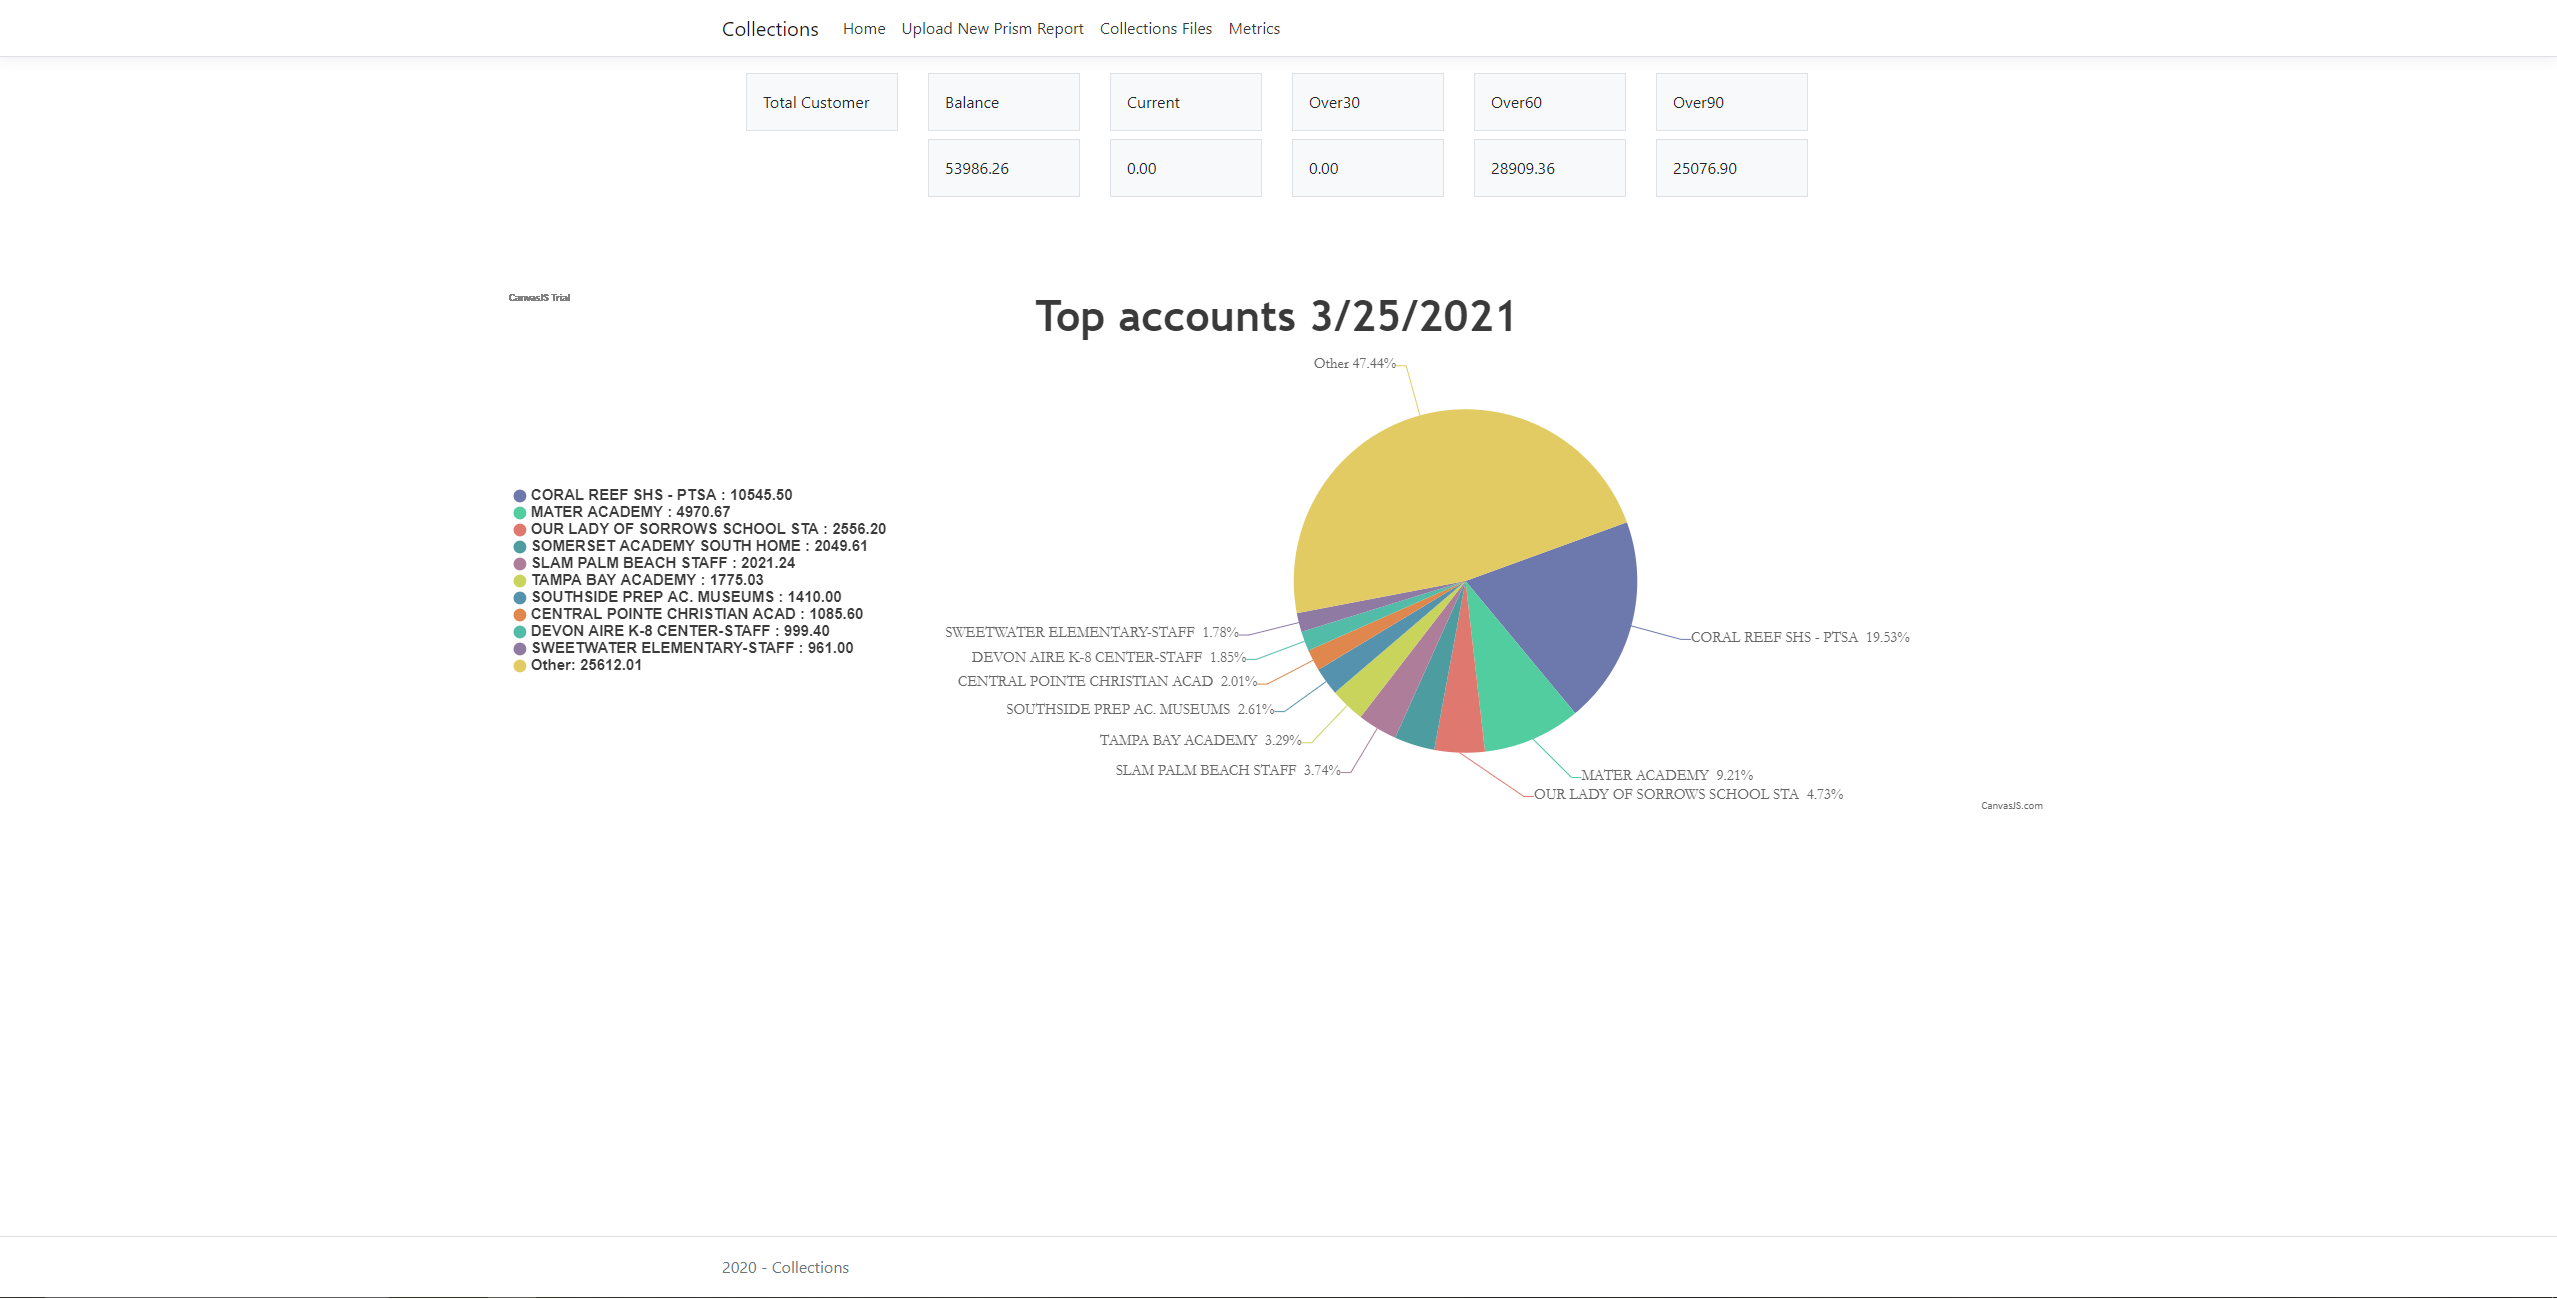 Collections Home Upload New Prism Report Collections Files Metrics
Total Customer Balance Current Over30 Over60 Over90
53986.26 0.00 0.00 28909.36 25076.90
CanvasJS Trial
Top accounts 3/25/2021
Other 47.44%
CORAL REEF SHS - PTSA : 10545.50
MATER ACADEMY : 4970.67
OUR LADY OF SORROWS SCHOOL STA : 2556.20
SOMERSET ACADEMY SOUTH HOME : 2049.61
SLAM PALM BEACH STAFF : 2021.24
TAMPA BAY ACADEMY : 1775.03
SOUTHSIDE PREP AC. MUSEUMS : 1410.00
CENTRAL POINTE CHRISTIAN ACAD : 1085.60
DEVON AIRE K-8 CENTER-STAFF : 999.40
SWEETWATER ELEMENTARY-STAFF : 961.00
Other: 25612.01
SWEETWATER ELEMENTARY-STAFF 1.78%
DEVON AIRE K-8 CENTER-STAFF 1.85%
CENTRAL POINTE CHRISTIAN ACAD 2.01%
SOUTHSIDE PREP AC. MUSEUMS 2.61%
TAMPA BAY ACADEMY 3.29%
SLAM PALM BEACH STAFF 3.74%
CORAL REEF SHS - PTSA 19.53%
MATER ACADEMY 9.21%
OUR LADY OF SORROWS SCHOOL STA 4.73%
CanvasJS.com
2020 - Collections